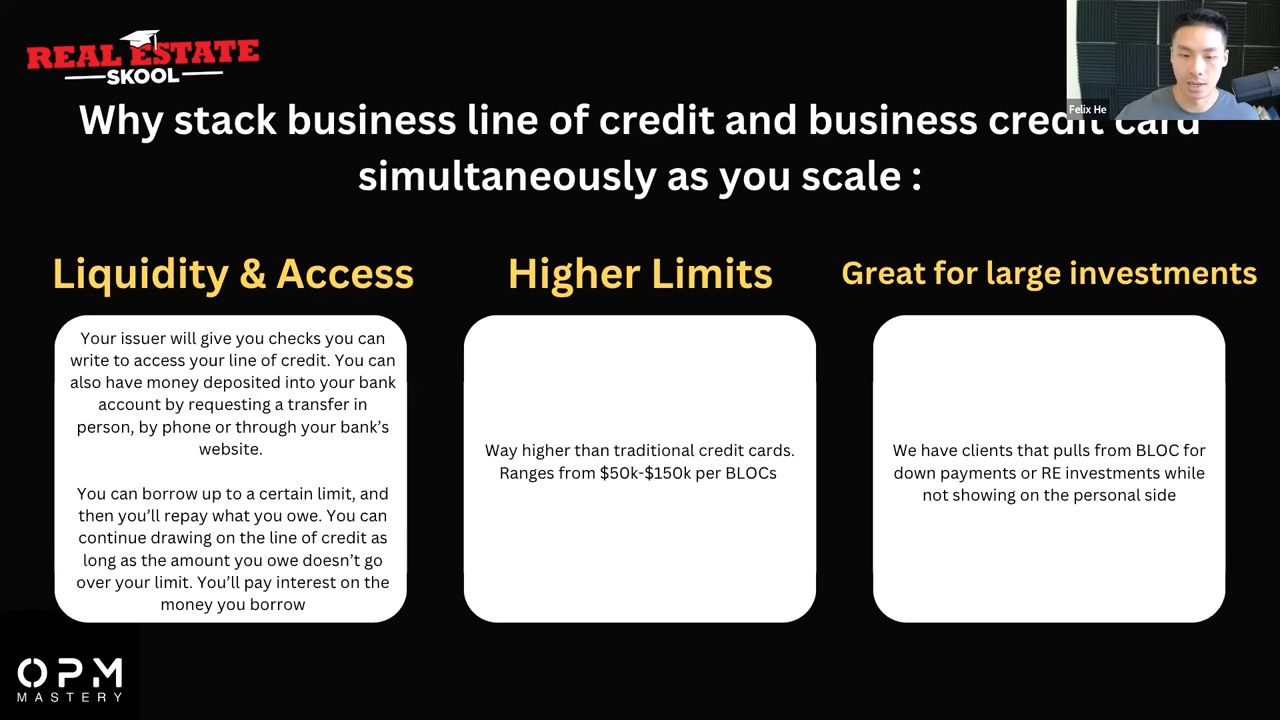 REAL ESTATE
SKOOL
Felix He
Why stack business line of credit and business credit card
simultaneously as you scale :
Liquidity & Access
Your issuer will give you checks you can
write to access your line of credit. You can
also have money deposited into your bank
account by requesting a transfer in
person, by phone or through your bank’s
website.
You can borrow up to a certain limit, and
then you’ll repay what you owe. You can
continue drawing on the line of credit as
long as the amount you owe doesn’t go
over your limit. You’ll pay interest on the
money you borrow
Higher Limits
Way higher than traditional credit cards.
Ranges from $50k-$150k per BLOCs
Great for large investments
We have clients that pulls from BLOC for
down payments or RE investments while
not showing on the personal side
OPM
MASTERY